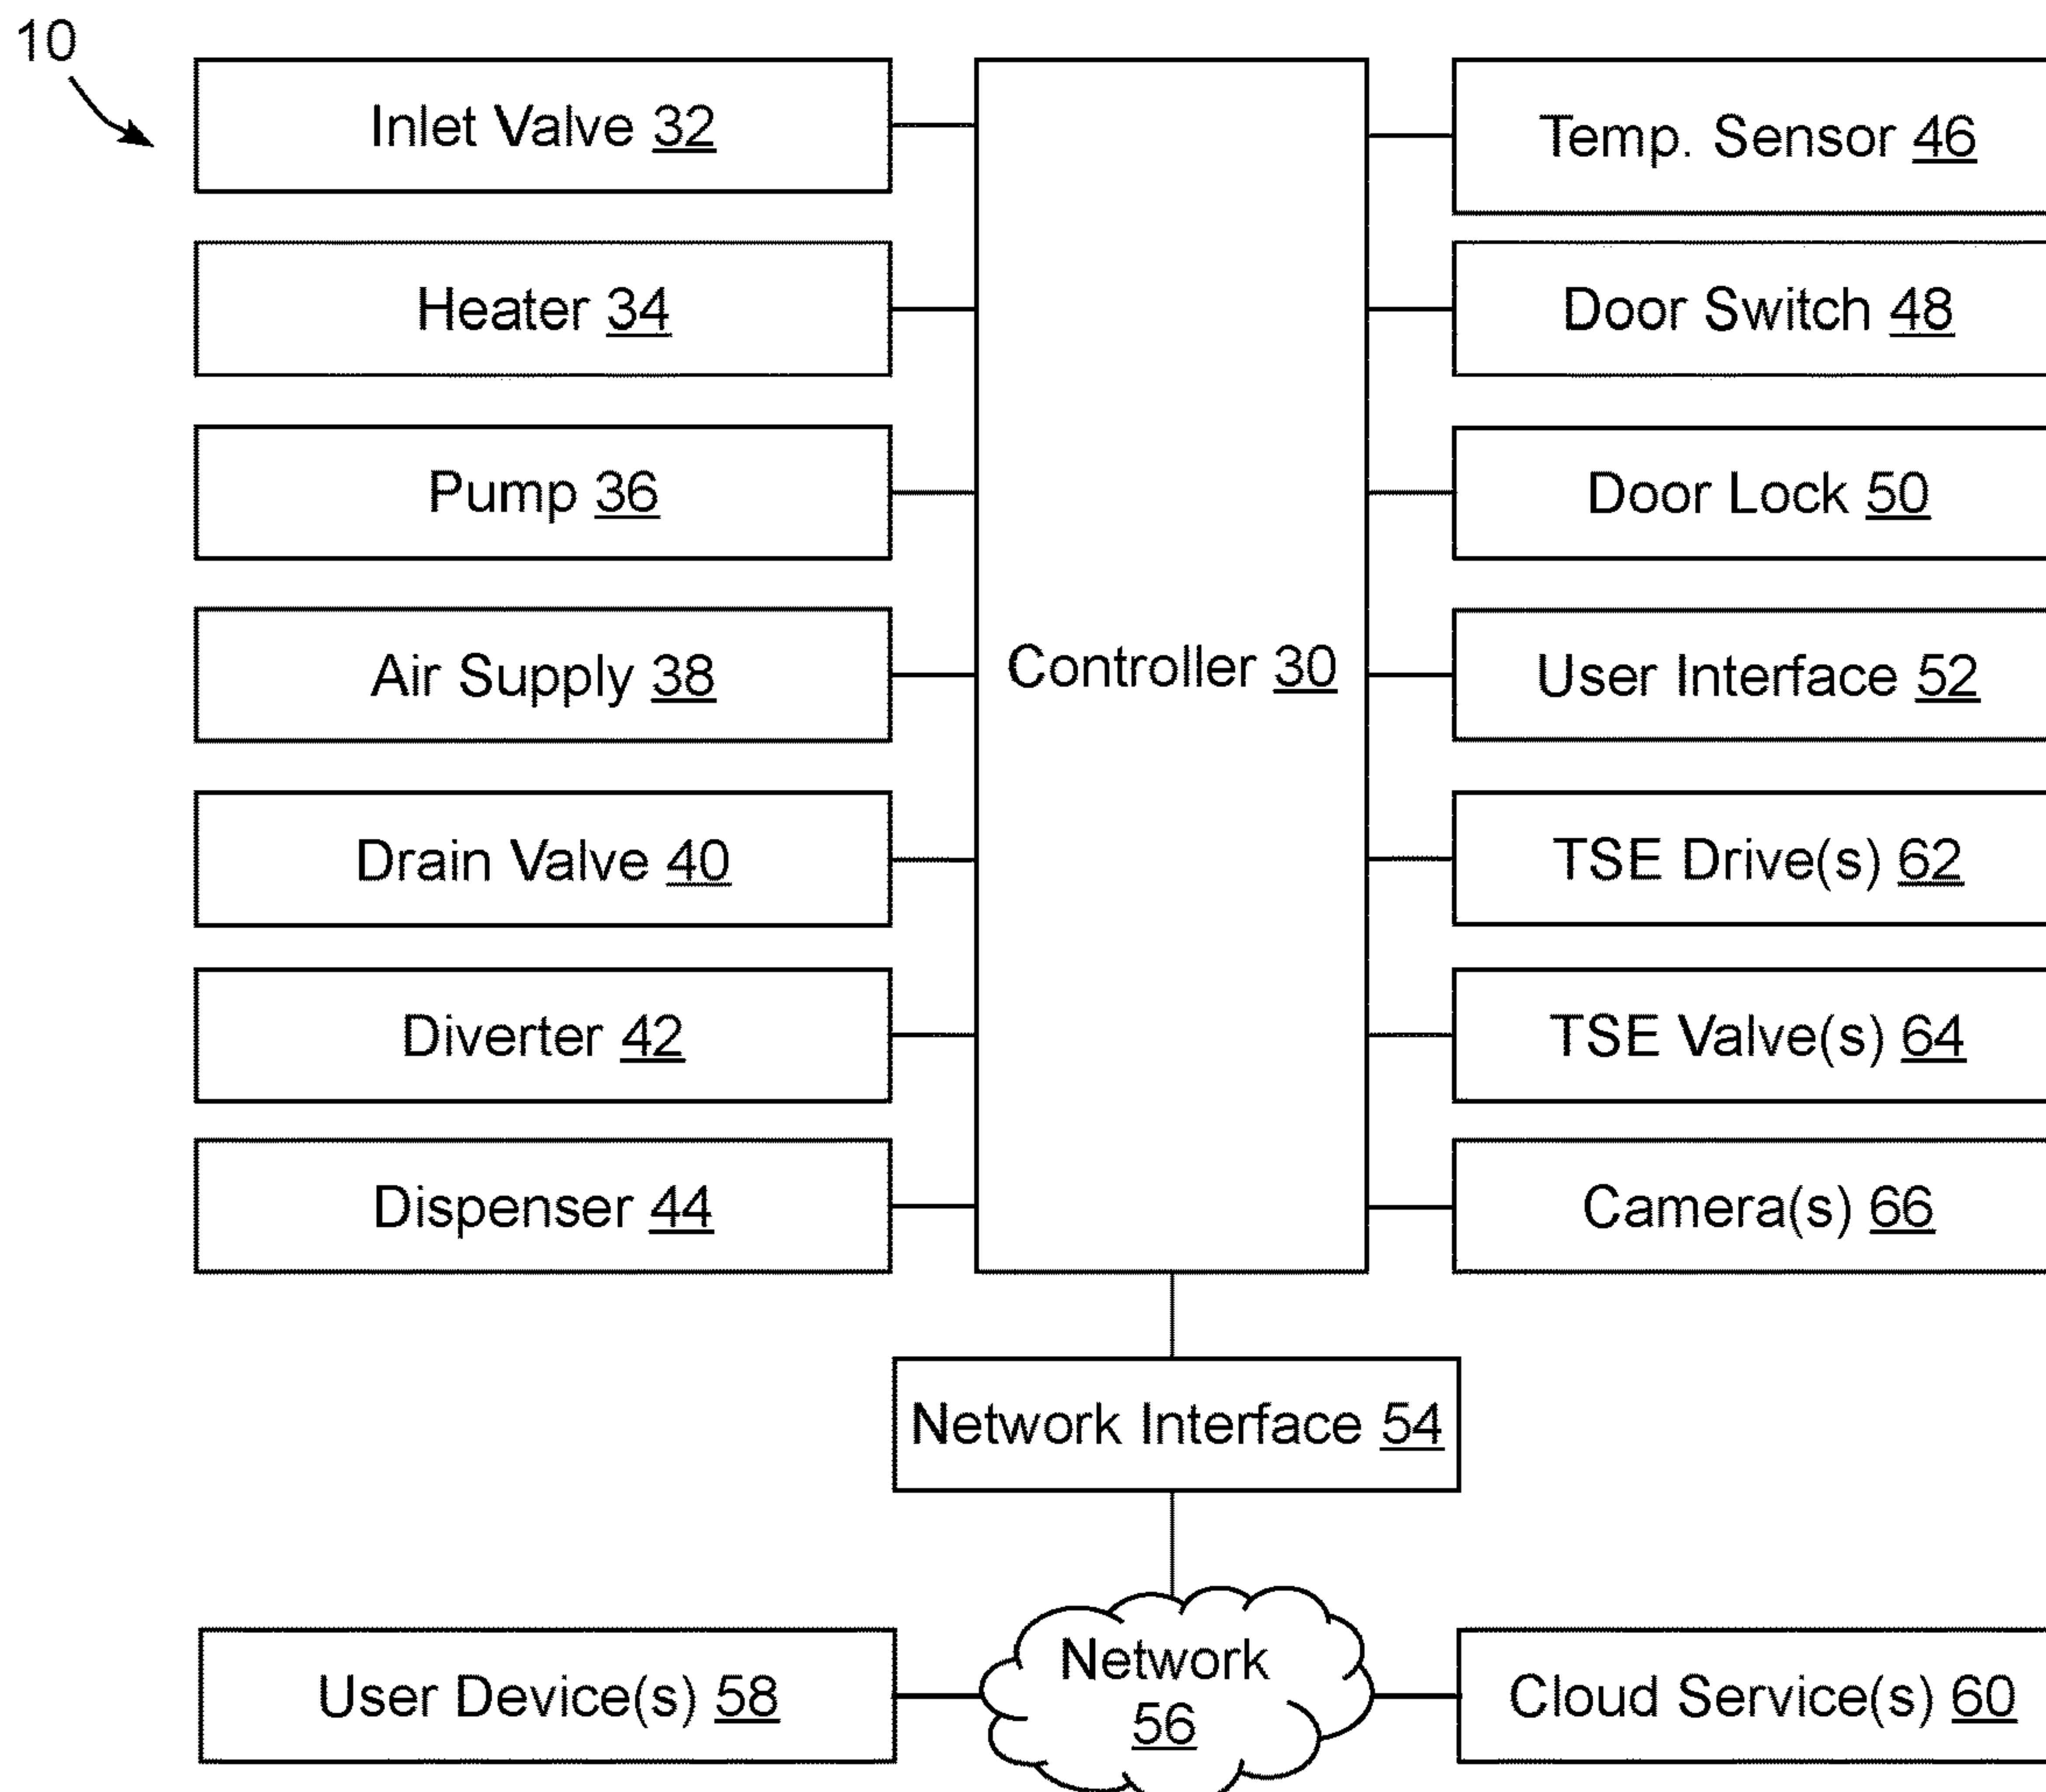 10
Inlet Valve 32
Heater 34
Pump 36
Air Supply 38
Drain Valve 40
Diverter 42
Dispenser 44
Controller 30
Temp. Sensor 46
Door Switch 48
Door Lock 50
User Interface 52
TSE Drive(s) 62
TSE Valve(s) 64
Camera(s) 66
Network Interface 54
User Device(s) 58
Network
56
Cloud Service(s) 60